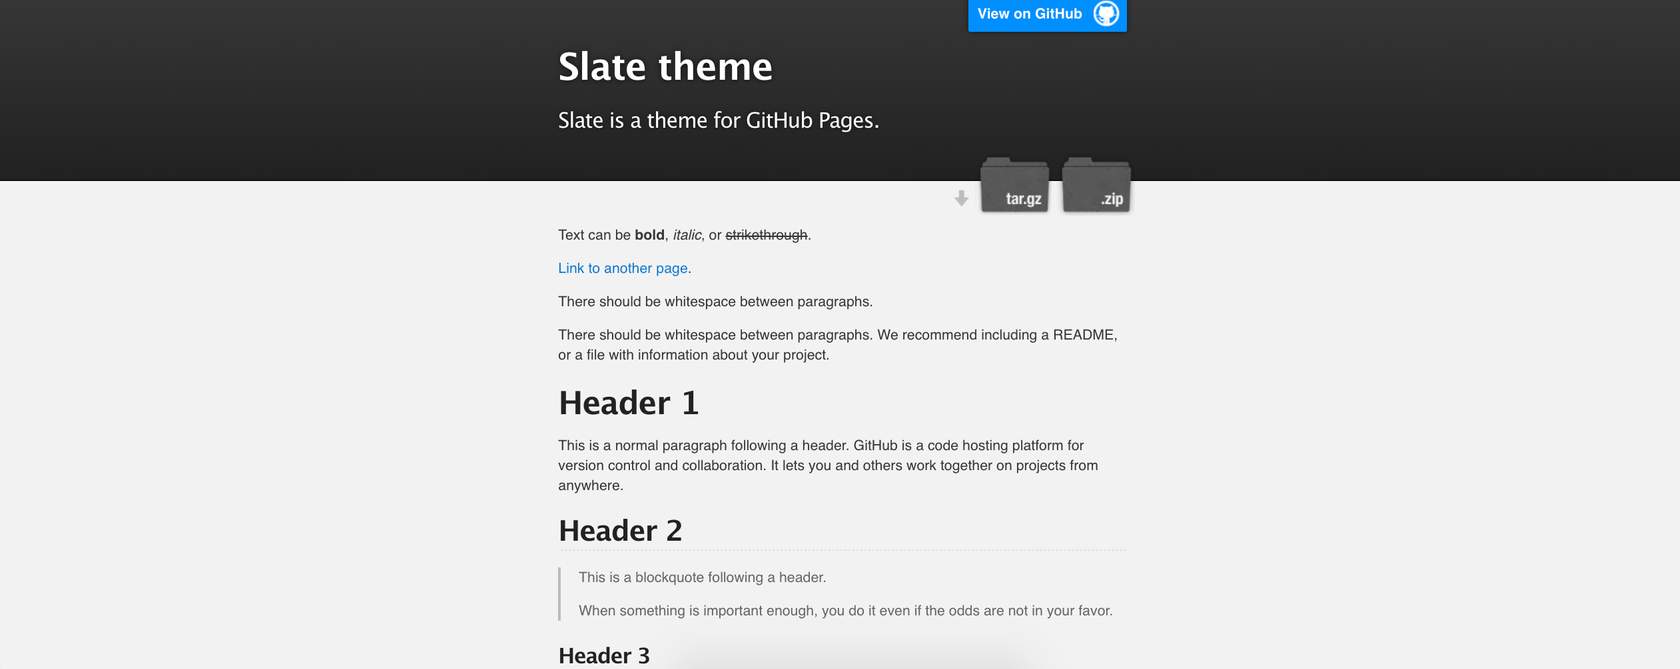 View on GitHub
Slate theme
Slate is a theme for GitHub Pages.
tar.gz
.zip
Text can be bold, italic, or strikethrough.
Link to another page.
There should be whitespace between paragraphs.
There should be whitespace between paragraphs. We recommend including a README,
or a file with information about your project.
Header 1
This is a normal paragraph following a header. GitHub is a code hosting platform for
version control and collaboration. It lets you and others work together on projects from
anywhere.
Header 2
This is a blockquote following a header.
When something is important enough, you do it even if the odds are not in your favor.
Header 3